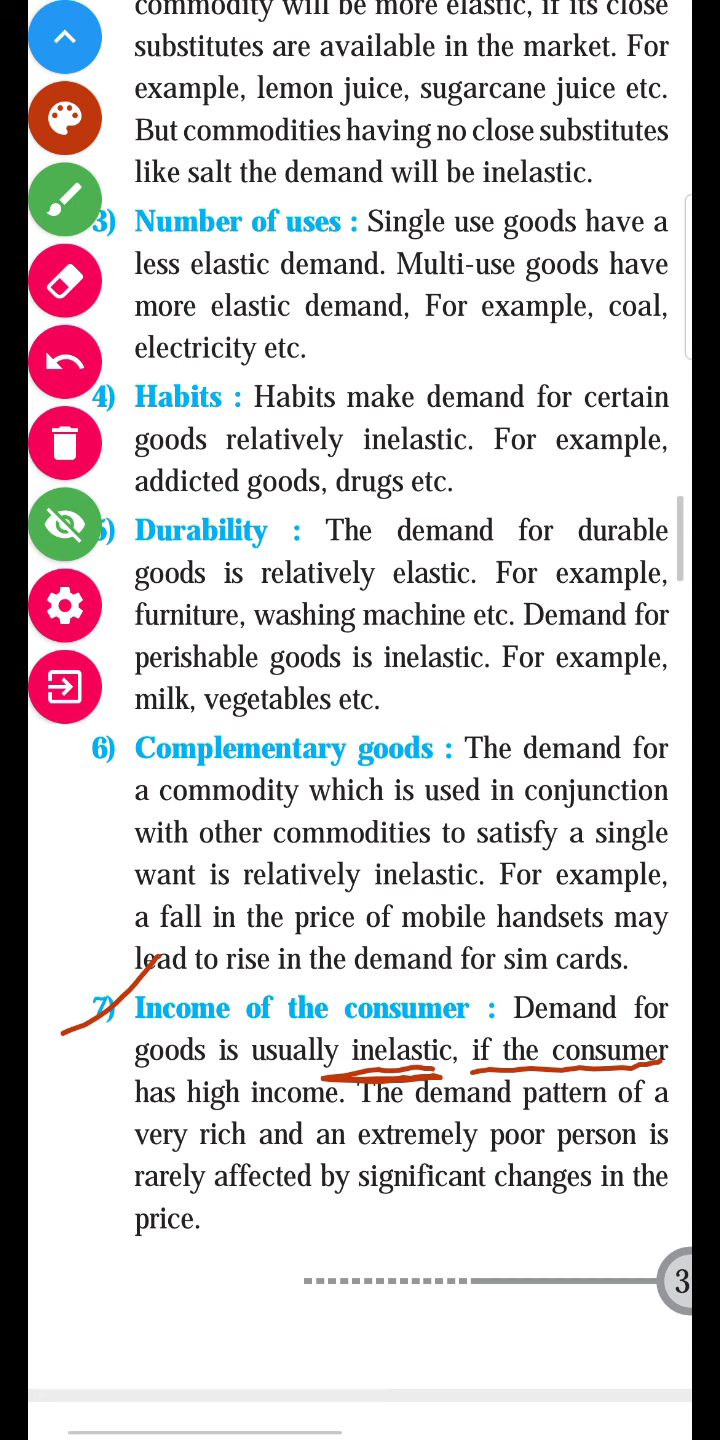 commodity will be more elastic, if its close
substitutes are available in the market. For
example, lemon juice, sugarcane juice etc.
But commodities having no close substitutes
like salt the demand will be inelastic.
3) Number of uses : Single use goods have a
less elastic demand. Multi-use goods have
more elastic demand, For example, coal,
electricity etc.
4) Habits : Habits make demand for certain
goods relatively inelastic. For example,
addicted goods, drugs etc.
5) Durability : The demand for durable
goods is relatively elastic. For example,
furniture, washing machine etc. Demand for
perishable goods is inelastic. For example,
milk, vegetables etc.
6) Complementary goods : The demand for
a commodity which is used in conjunction
with other commodities to satisfy a single
want is relatively inelastic. For example,
a fall in the price of mobile handsets may
lead to rise in the demand for sim cards.
7) Income of the consumer : Demand for
goods is usually inelastic, if the consumer
has high income. The demand pattern of a
very rich and an extremely poor person is
rarely affected by significant changes in the
price.
3